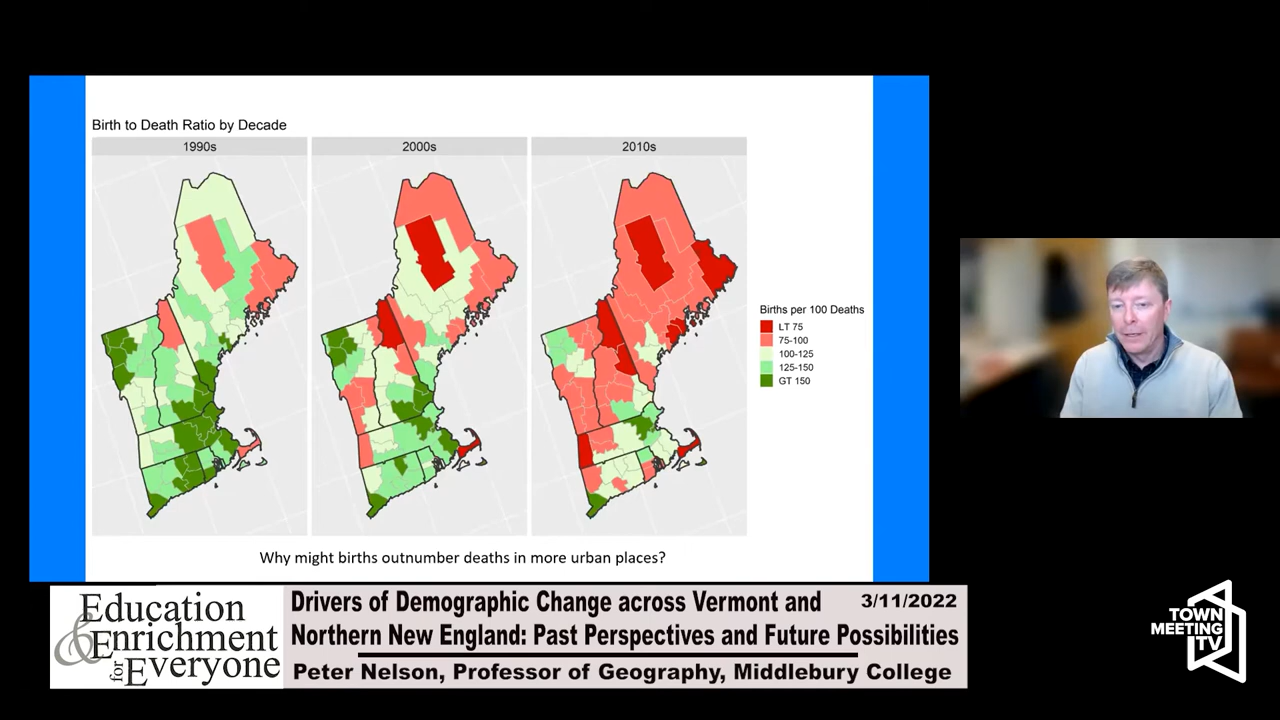 Birth to Death Ratio by Decade
1990s
2000s
2010s
Births per 100 Deaths
LT 75
75-100
100-125
125-150
GT 150
Why might births outnumber deaths in more urban places?
Education
& Enrichment
for Everyone
Drivers of Demographic Change across Vermont and 3/11/2022
Northern New England: Past Perspectives and Future Possibilities
Peter Nelson, Professor of Geography, Middlebury College
TOWN
MEETING
TV